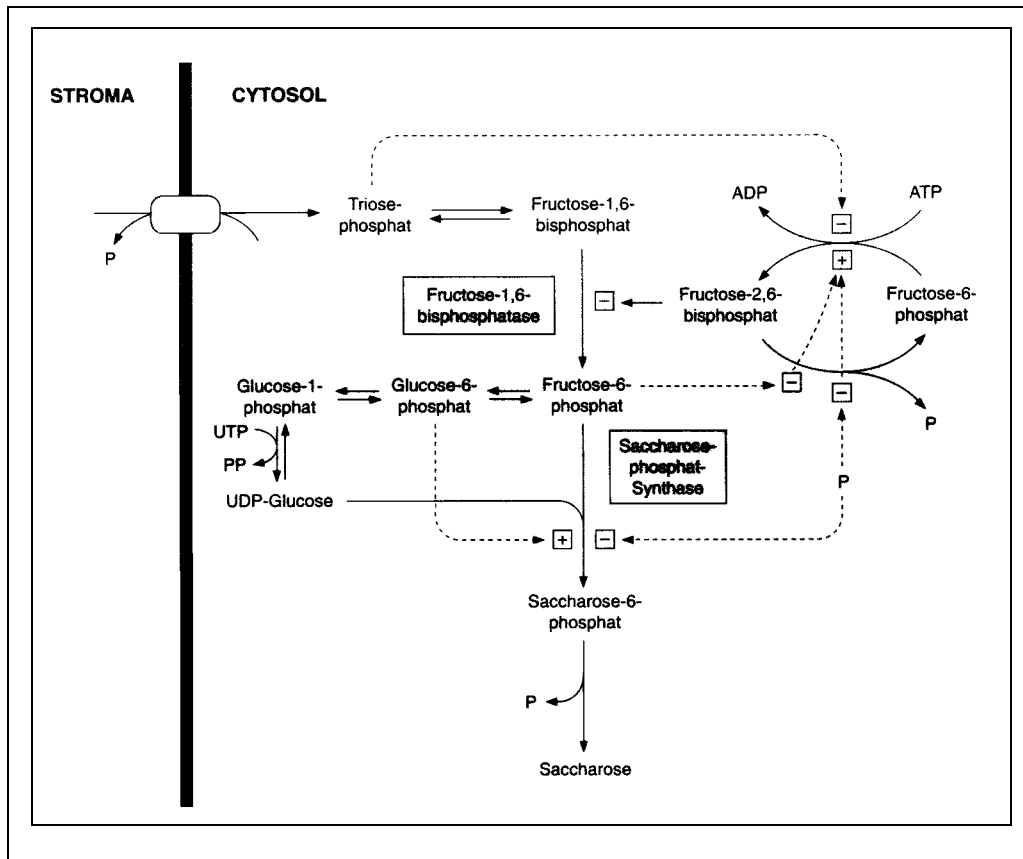 STROMA
CYTOSOL
Triose-
phosphat
Fructose-1,6-
bisphosphat
ADP
ATP
P
−
+
Fructose-1,6-
bisphosphatase
−
Fructose-2,6-
bisphosphat
Fructose-6-
phosphat
Glucose-1-
phosphat
Glucose-6-
phosphat
Fructose-6-
phosphat
−
−
P
UTP
PP
UDP-Glucose
Saccharose-
phosphat-
Synthase
P
+
−
Saccharose-6-
phosphat
P
Saccharose